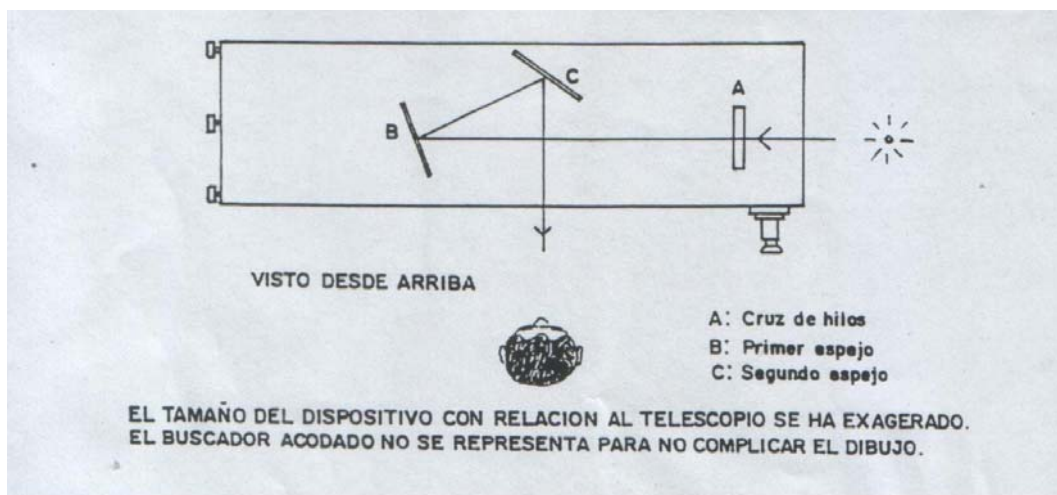 C
A
B
VISTO DESDE ARRIBA
A: Cruz de hilos
B: Primer espejo
C: Segundo espejo
EL TAMAÑO DEL DISPOSITIVO CON RELACION AL TELESCOPIO SE HA EXAGERADO.
EL BUSCADOR ACODADO NO SE REPRESENTA PARA NO COMPLICAR EL DIBUJO.